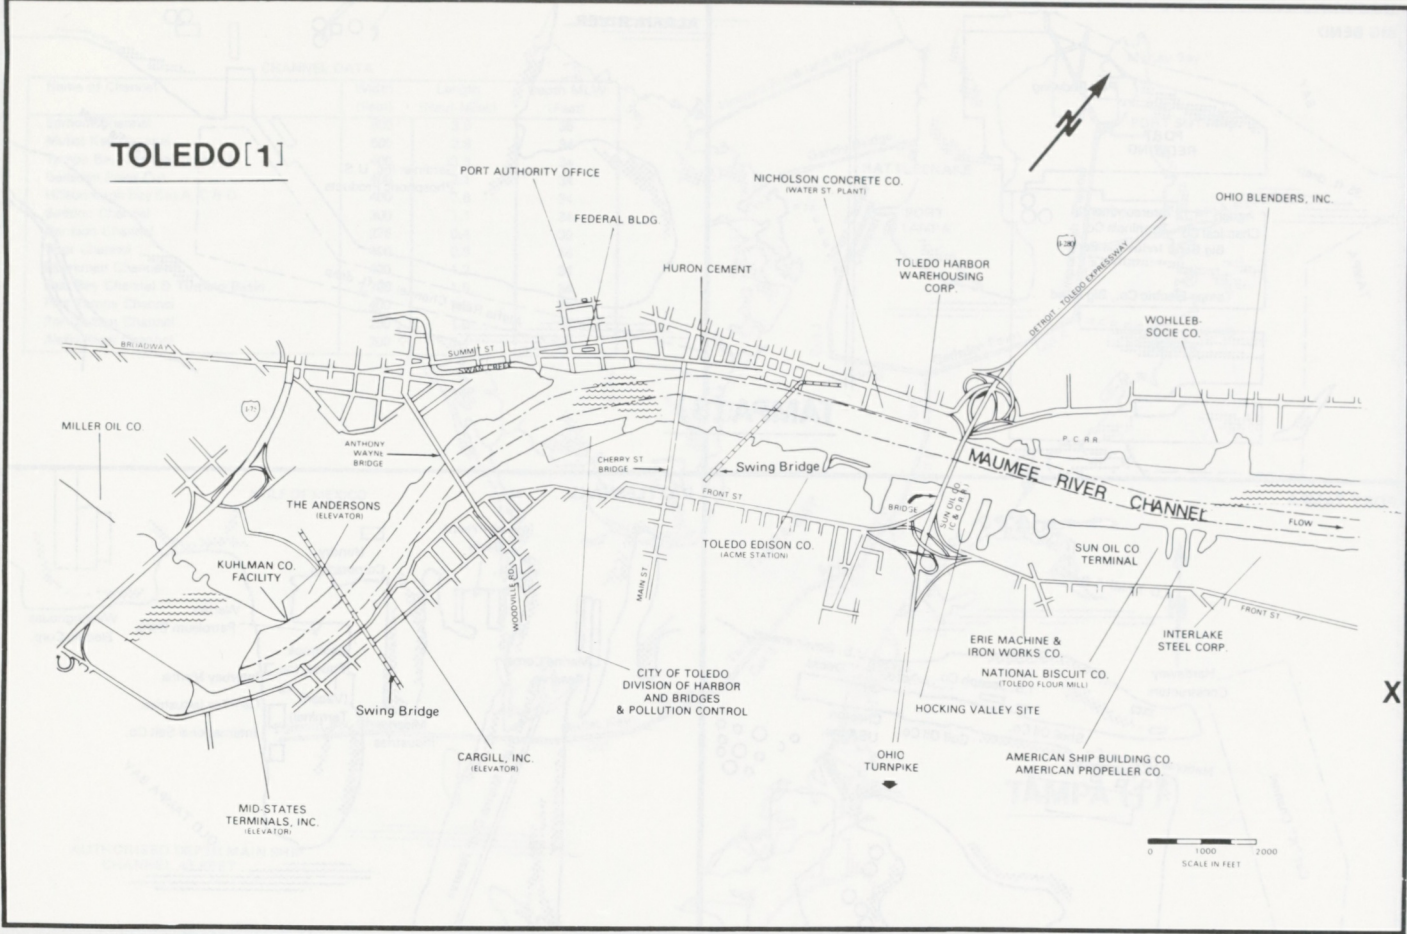 TOLEDO [1]
N
PORT AUTHORITY OFFICE
FEDERAL BLDG
HURON CEMENT
NICHOLSON CONCRETE CO.
(WATER ST. PLANT)
TOLEDO HARBOR
WAREHOUSING
CORP.
OHIO BLENDERS, INC.
I-280
DETROIT TOLEDO EXPRESSWAY
WOHLLEB-
SOCIE CO.
BROADWAY
SUMMIT ST
SWAN CREEK
MILLER OIL CO.
I-75
ANTHONY
WAYNE
BRIDGE
CHERRY ST.
BRIDGE
Swing Bridge
P. C. R R.
MAUMEE RIVER CHANNEL
FLOW
THE ANDERSONS
(ELEVATOR)
FRONT ST
BRIDGE
SUN OIL CO
(C & O R R )
KUHLMAN CO.
FACILITY
TOLEDO EDISON CO.
(ACME STATION)
SUN OIL CO
TERMINAL
WOODVILLE RD.
MAIN ST.
FRONT ST
ERIE MACHINE &
IRON WORKS CO.
INTERLAKE
STEEL CORP.
NATIONAL BISCUIT CO.
(TOLEDO FLOUR MILL)
CITY OF TOLEDO
DIVISION OF HARBOR
AND BRIDGES
& POLLUTION CONTROL
X
Swing Bridge
HOCKING VALLEY SITE
CARGILL, INC.
(ELEVATOR)
OHIO
TURNPIKE
AMERICAN SHIP BUILDING CO.
AMERICAN PROPELLER CO.
MID-STATES
TERMINALS, INC.
(ELEVATOR)
0 1000 2000
SCALE IN FEET